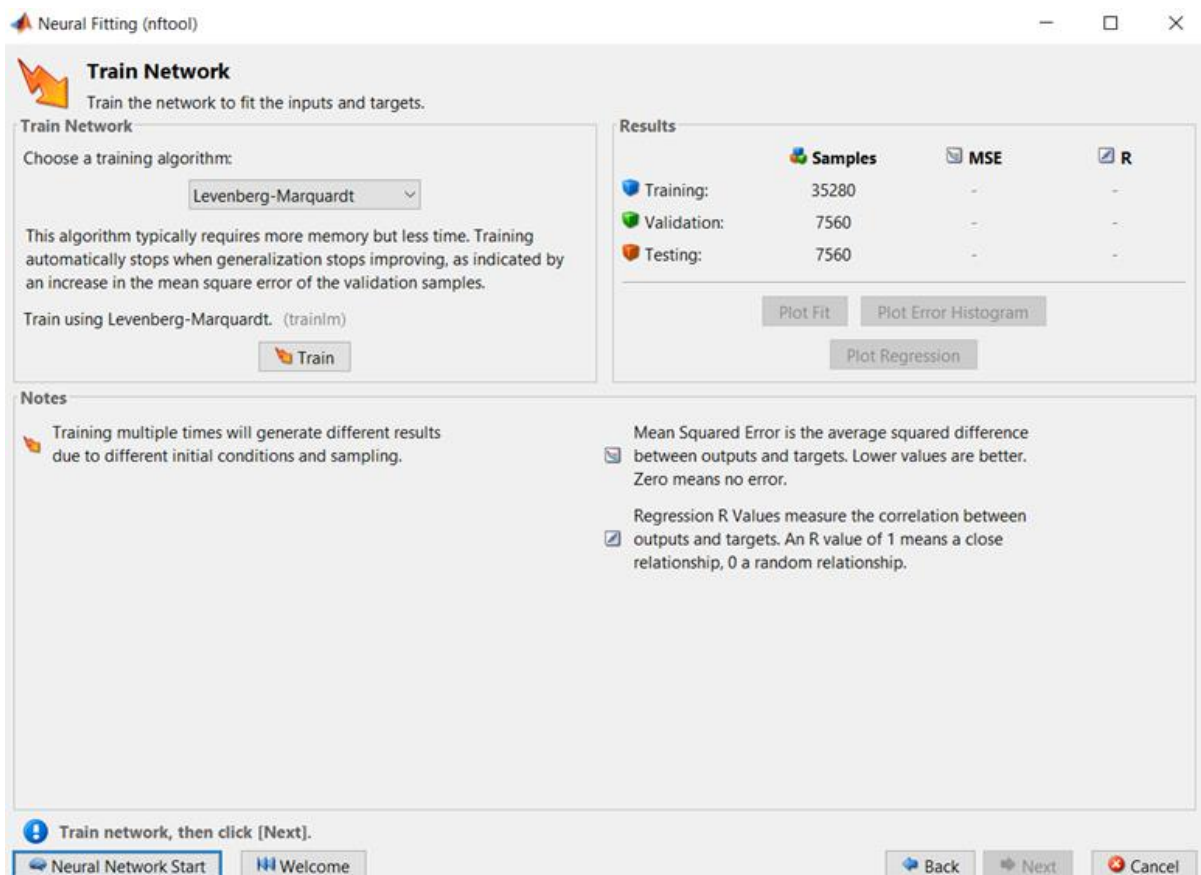 Neural Fitting (nftool)
Train Network
Train the network to fit the inputs and targets.
Train Network
Choose a training algorithm:
Levenberg-Marquardt
This algorithm typically requires more memory but less time. Training
automatically stops when generalization stops improving, as indicated by
an increase in the mean square error of the validation samples.
Train using Levenberg-Marquardt. (trainlm)
Train
Results
Samples MSE R
Training: 35280 - -
Validation: 7560 - -
Testing: 7560 - -
Plot Fit Plot Error Histogram
Plot Regression
Notes
Training multiple times will generate different results
due to different initial conditions and sampling.
Mean Squared Error is the average squared difference
between outputs and targets. Lower values are better.
Zero means no error.
Regression R Values measure the correlation between
outputs and targets. An R value of 1 means a close
relationship, 0 a random relationship.
Train network, then click [Next].
Neural Network Start Welcome Back Next Cancel